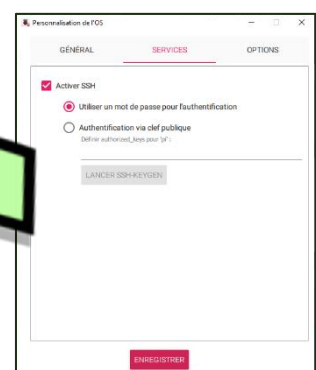 Personnalisation de l'OS
GÉNÉRAL SERVICES OPTIONS
Activer SSH
Utiliser un mot de passe pour l'authentification
Authentification via clef publique
Définir authorized_keys pour 'pi' :
LANCER SSH-KEYGEN
ENREGISTRER